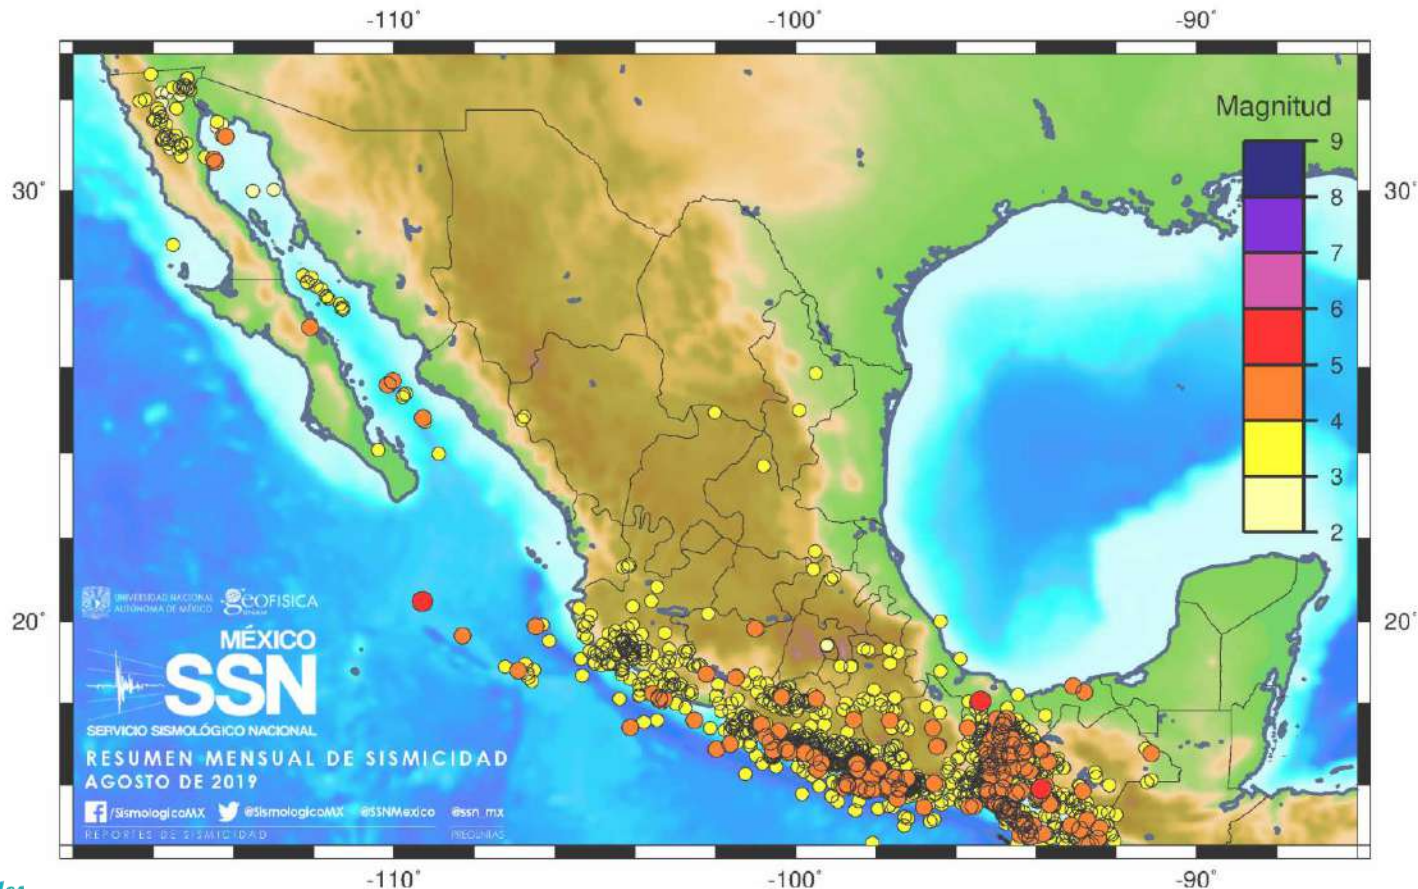 -110° -100° -90°
Magnitud
9
30° 30°
8
7
6
5
4
3
2
UNIVERSIDAD NACIONAL
AUTÓNOMA DE MÉXICO
GEOFISICA
20° 20°
MÉXICO
SSN
SERVICIO SISMOLÓGICO NACIONAL
RESUMEN MENSUAL DE SISMICIDAD
AGOSTO DE 2019
/SismologicoMX @SismologicoMX @SSNMexico @ssn_mx
REPORTES DE SISMICIDAD PREGUNTAS
-110° -100° -90°